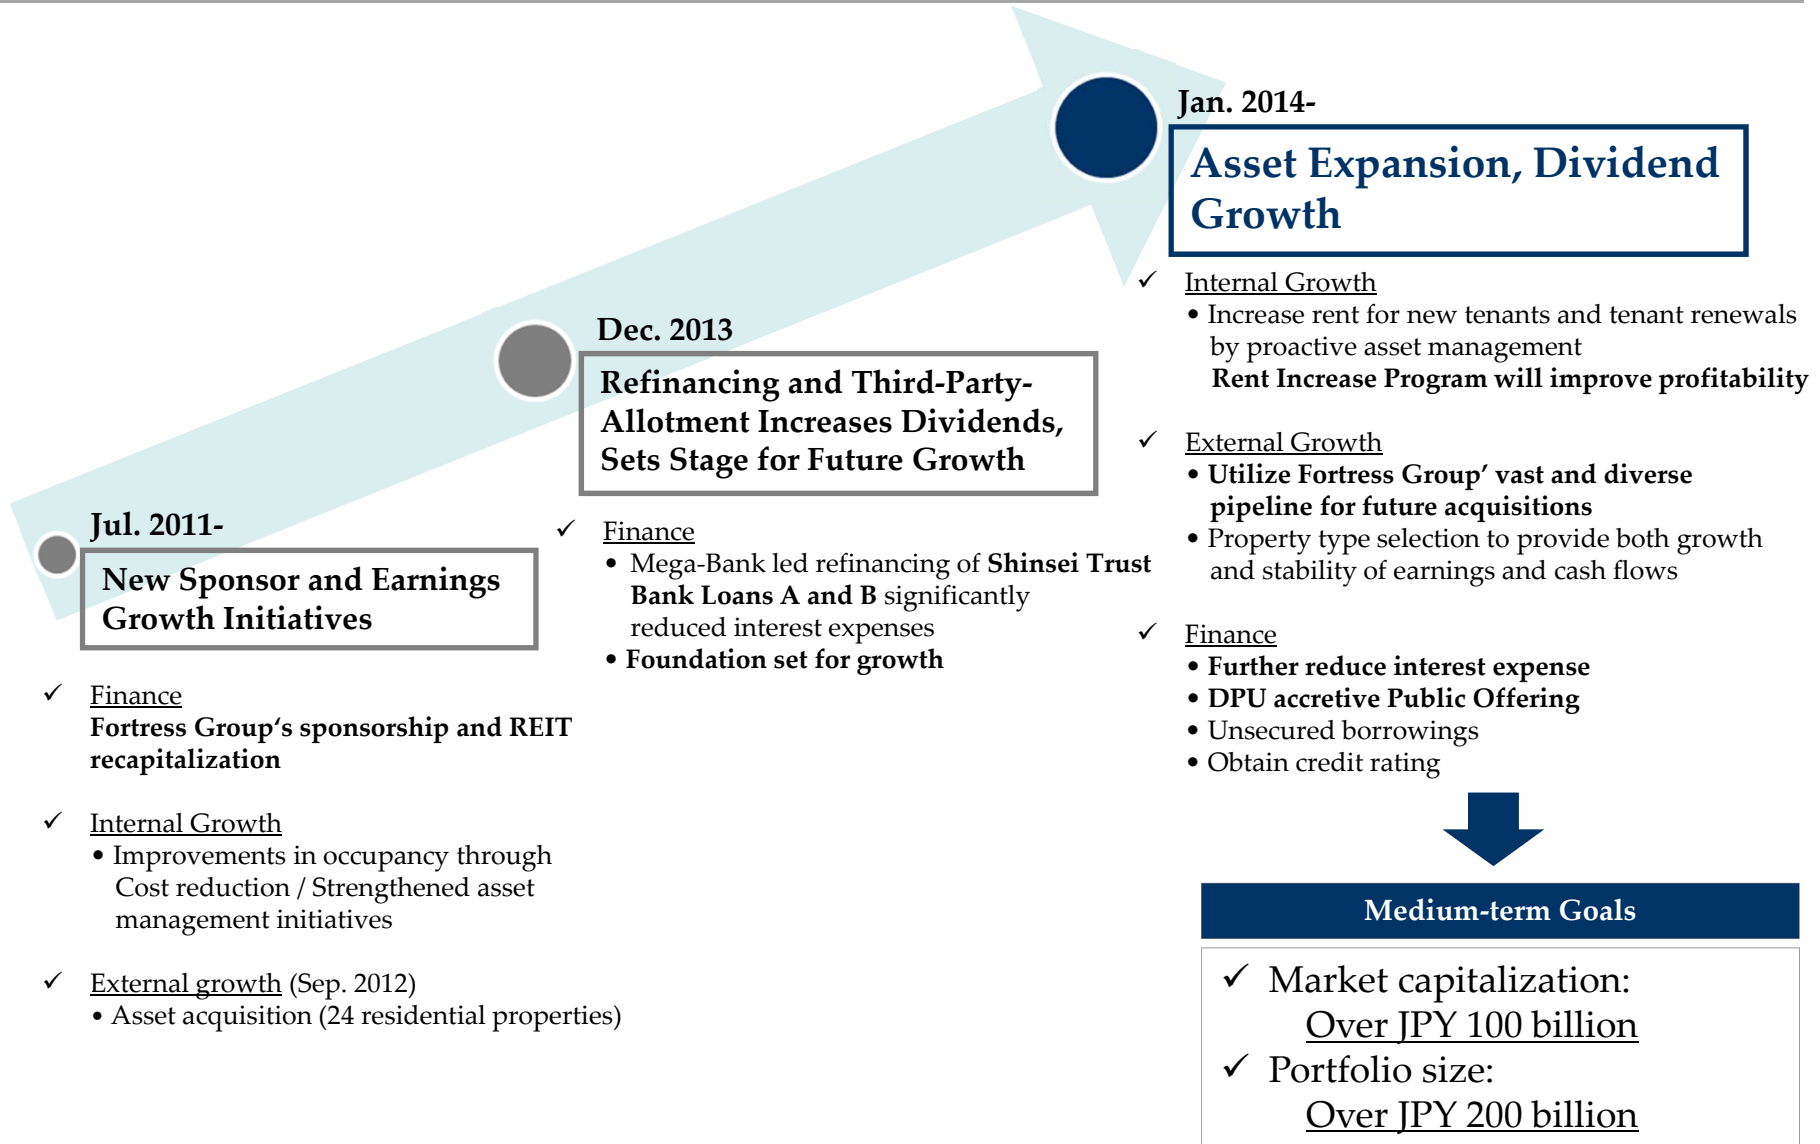 Jul. 2011-
New Sponsor and Earnings
Growth Initiatives
✓ Finance
Fortress Group‘s sponsorship and REIT
recapitalization
✓ Internal Growth
• Improvements in occupancy through
Cost reduction / Strengthened asset
management initiatives
✓ External growth (Sep. 2012)
• Asset acquisition (24 residential properties)
Dec. 2013
Refinancing and Third-Party-
Allotment Increases Dividends,
Sets Stage for Future Growth
✓ Finance
• Mega-Bank led refinancing of Shinsei Trust
Bank Loans A and B significantly
reduced interest expenses
• Foundation set for growth
Jan. 2014-
Asset Expansion, Dividend
Growth
✓ Internal Growth
• Increase rent for new tenants and tenant renewals
by proactive asset management
Rent Increase Program will improve profitability
✓ External Growth
• Utilize Fortress Group’ vast and diverse
pipeline for future acquisitions
• Property type selection to provide both growth
and stability of earnings and cash flows
✓ Finance
• Further reduce interest expense
• DPU accretive Public Offering
• Unsecured borrowings
• Obtain credit rating
Medium-term Goals
✓ Market capitalization:
Over JPY 100 billion
✓ Portfolio size:
Over JPY 200 billion